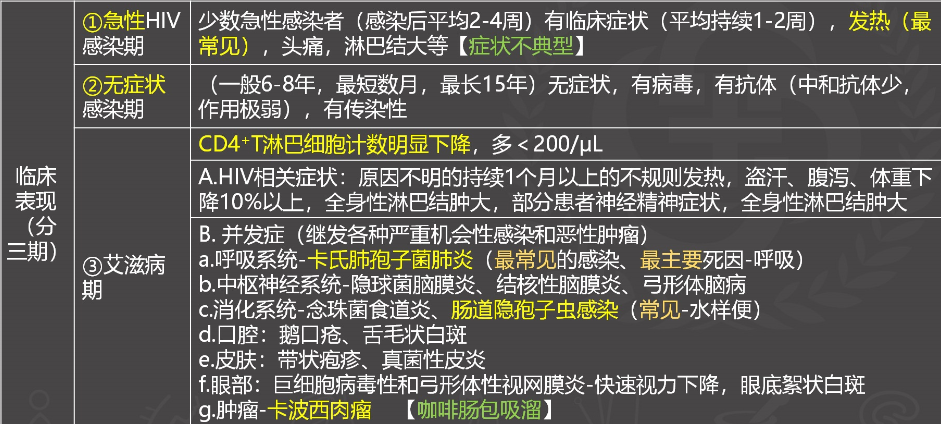 临床
表现
（分
三期）
①急性HIV
感染期
少数急性感染者（感染后平均2-4周）有临床症状（平均持续1-2周），发热（最
常见），头痛，淋巴结大等【症状不典型】
②无症状
感染期
（一般6-8年，最短数月，最长15年）无症状，有病毒，有抗体（中和抗体少，
作用极弱），有传染性
③艾滋病
期
CD4⁺T淋巴细胞计数明显下降，多＜200/μL
A.HIV相关症状：原因不明的持续1个月以上的不规则发热，盗汗、腹泻、体重下
降10%以上，全身性淋巴结肿大，部分患者神经精神症状，全身性淋巴结肿大
B. 并发症（继发各种严重机会性感染和恶性肿瘤）
a.呼吸系统-卡氏肺孢子菌肺炎（最常见的感染、最主要死因-呼吸）
b.中枢神经系统-隐球菌脑膜炎、结核性脑膜炎、弓形体脑病
c.消化系统-念珠菌食道炎、肠道隐孢子虫感染（常见-水样便）
d.口腔：鹅口疮、舌毛状白斑
e.皮肤：带状疱疹、真菌性皮炎
f.眼部：巨细胞病毒性和弓形体性视网膜炎-快速视力下降，眼底絮状白斑
g.肿瘤-卡波西肉瘤 【咖啡肠包吸溜】